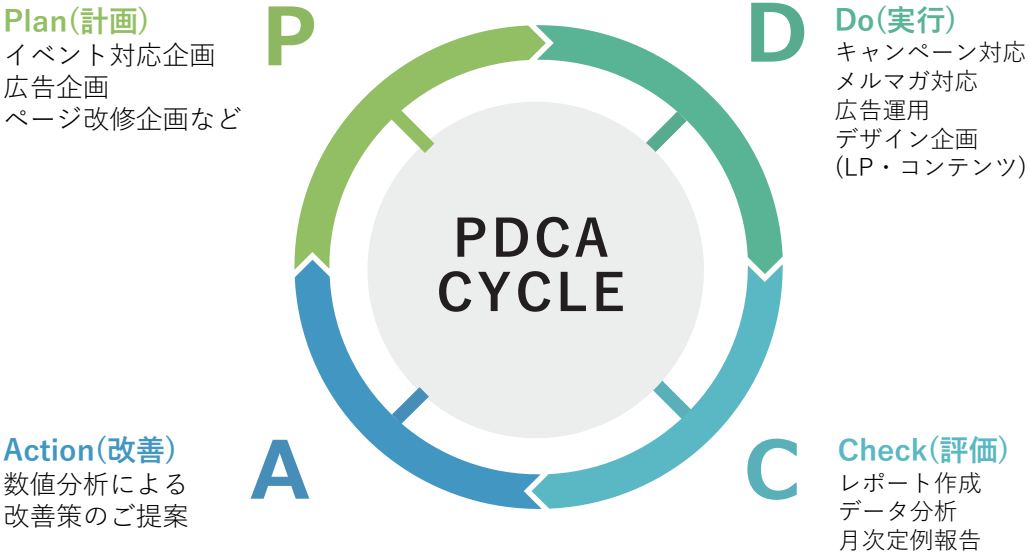 Plan(計画)
イベント対応企画
広告企画
ページ改修企画など
P
D
Do(実行)
キャンペーン対応
メルマガ対応
広告運用
デザイン企画
(LP・コンテンツ)
PDCA
CYCLE
Action(改善)
数値分析による
改善策のご提案
A
C
Check(評価)
レポート作成
データ分析
月次定例報告